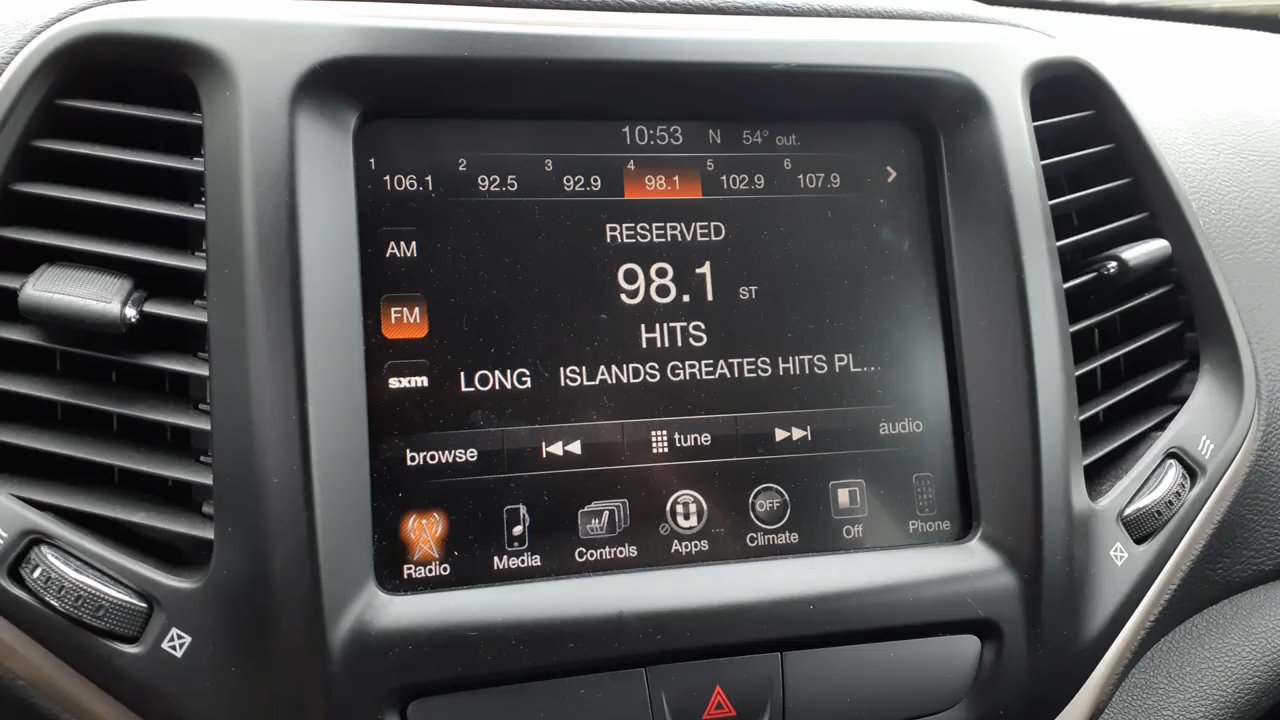 10:53 N 54° out.
1 106.1 2 92.5 3 92.9 4 98.1 5 102.9 6 107.9
AM
RESERVED
98.1 ST
FM
HITS
sxm
LONG ISLANDS GREATES HITS PL...
browse tune audio
OFF
Radio Media Controls Apps Climate Off Phone